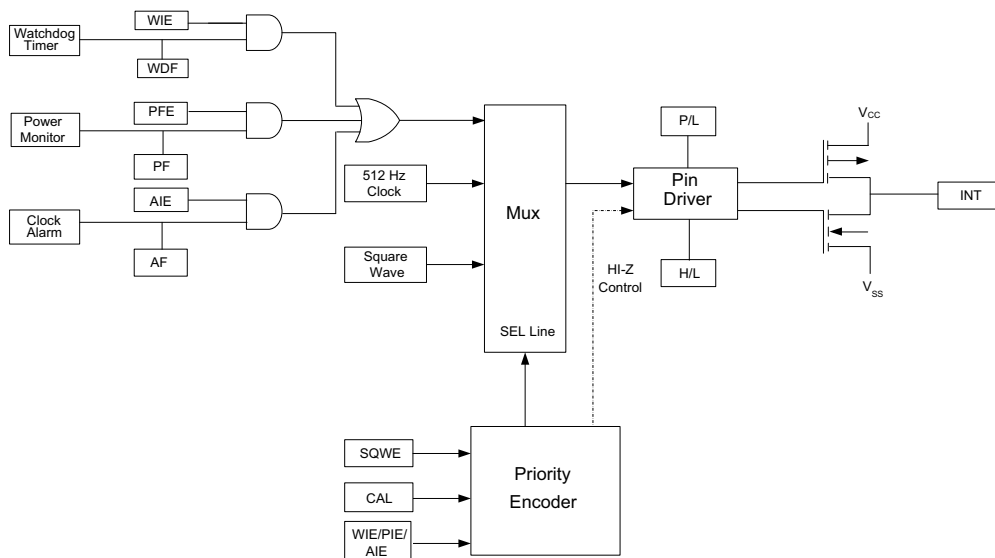 WIE
Watchdog
Timer
WDF
PFE
Power
Monitor
PF
AIE
Clock
Alarm
AF
512 Hz
Clock
Square
Wave
Mux
SEL Line
P/L
Pin
Driver
H/L
HI-Z
Control
VCC
INT
VSS
SQWE
CAL
WIE/PIE/
AIE
Priority
Encoder